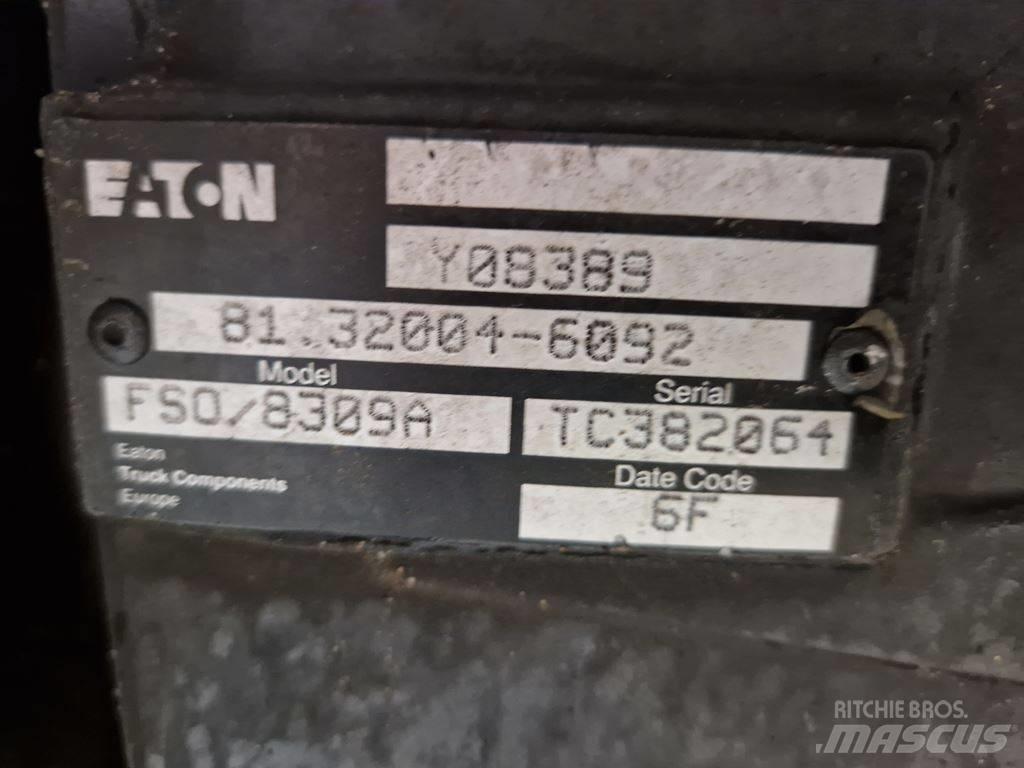 EATON
Y08389
81.32004-6092
Model
Serial
FSO/8309A
TC382064
Eaton
Truck Components
Europe
Date Code
6F
RITCHIE BROS.
MASCUS